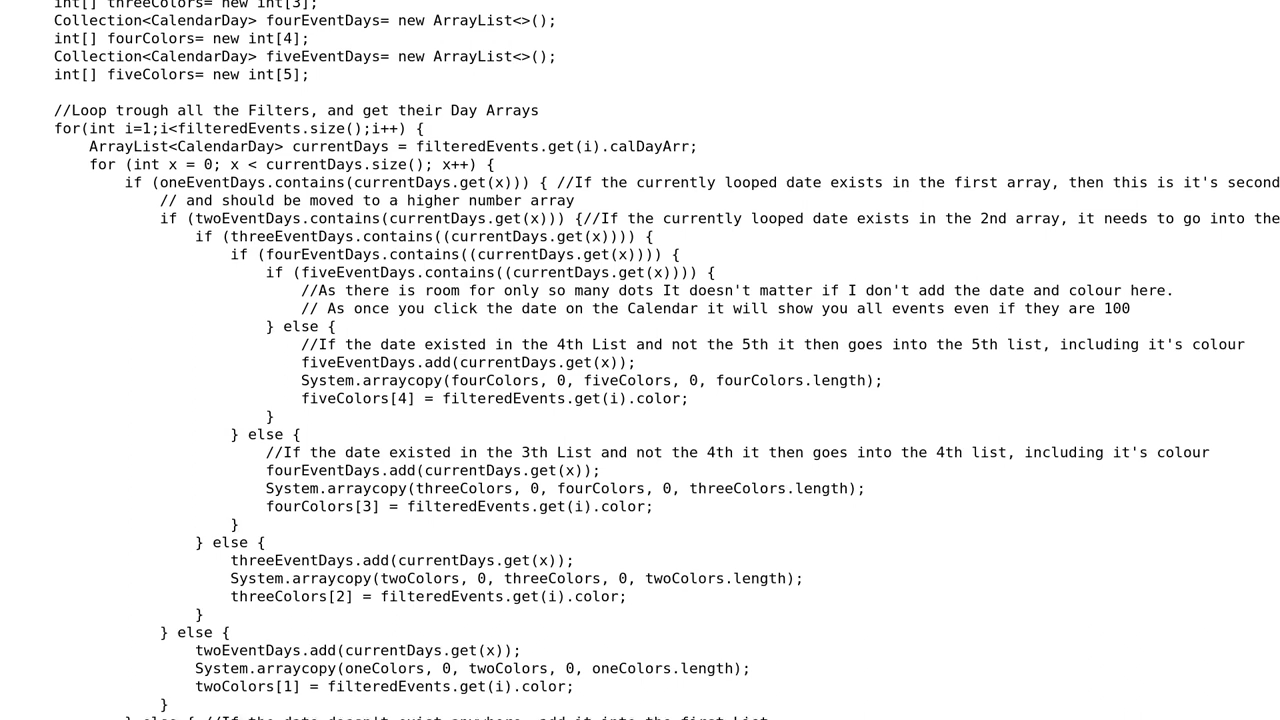 int[] threeColors= new int[3];
Collection<CalendarDay> fourEventDays= new ArrayList<>();
int[] fourColors= new int[4];
Collection<CalendarDay> fiveEventDays= new ArrayList<>();
int[] fiveColors= new int[5];
//Loop trough all the Filters, and get their Day Arrays
for(int i=1;i<filteredEvents.size();i++) {
ArrayList<CalendarDay> currentDays = filteredEvents.get(i).calDayArr;
for (int x = 0; x < currentDays.size(); x++) {
if (oneEventDays.contains(currentDays.get(x))) { //If the currently looped date exists in the first array, then this is it's second
// and should be moved to a higher number array
if (twoEventDays.contains(currentDays.get(x))) {//If the currently looped date exists in the 2nd array, it needs to go into the
if (threeEventDays.contains((currentDays.get(x)))) {
if (fourEventDays.contains((currentDays.get(x)))) {
if (fiveEventDays.contains((currentDays.get(x)))) {
//As there is room for only so many dots It doesn't matter if I don't add the date and colour here.
// As once you click the date on the Calendar it will show you all events even if they are 100
} else {
//If the date existed in the 4th List and not the 5th it then goes into the 5th list, including it's colour
fiveEventDays.add(currentDays.get(x));
System.arraycopy(fourColors, 0, fiveColors, 0, fourColors.length);
fiveColors[4] = filteredEvents.get(i).color;
}
} else {
//If the date existed in the 3th List and not the 4th it then goes into the 4th list, including it's colour
fourEventDays.add(currentDays.get(x));
System.arraycopy(threeColors, 0, fourColors, 0, threeColors.length);
fourColors[3] = filteredEvents.get(i).color;
}
} else {
threeEventDays.add(currentDays.get(x));
System.arraycopy(twoColors, 0, threeColors, 0, twoColors.length);
threeColors[2] = filteredEvents.get(i).color;
}
} else {
twoEventDays.add(currentDays.get(x));
System.arraycopy(oneColors, 0, twoColors, 0, oneColors.length);
twoColors[1] = filteredEvents.get(i).color;
}
} else { //If the date doesn't exist anywhere, add it into the first List